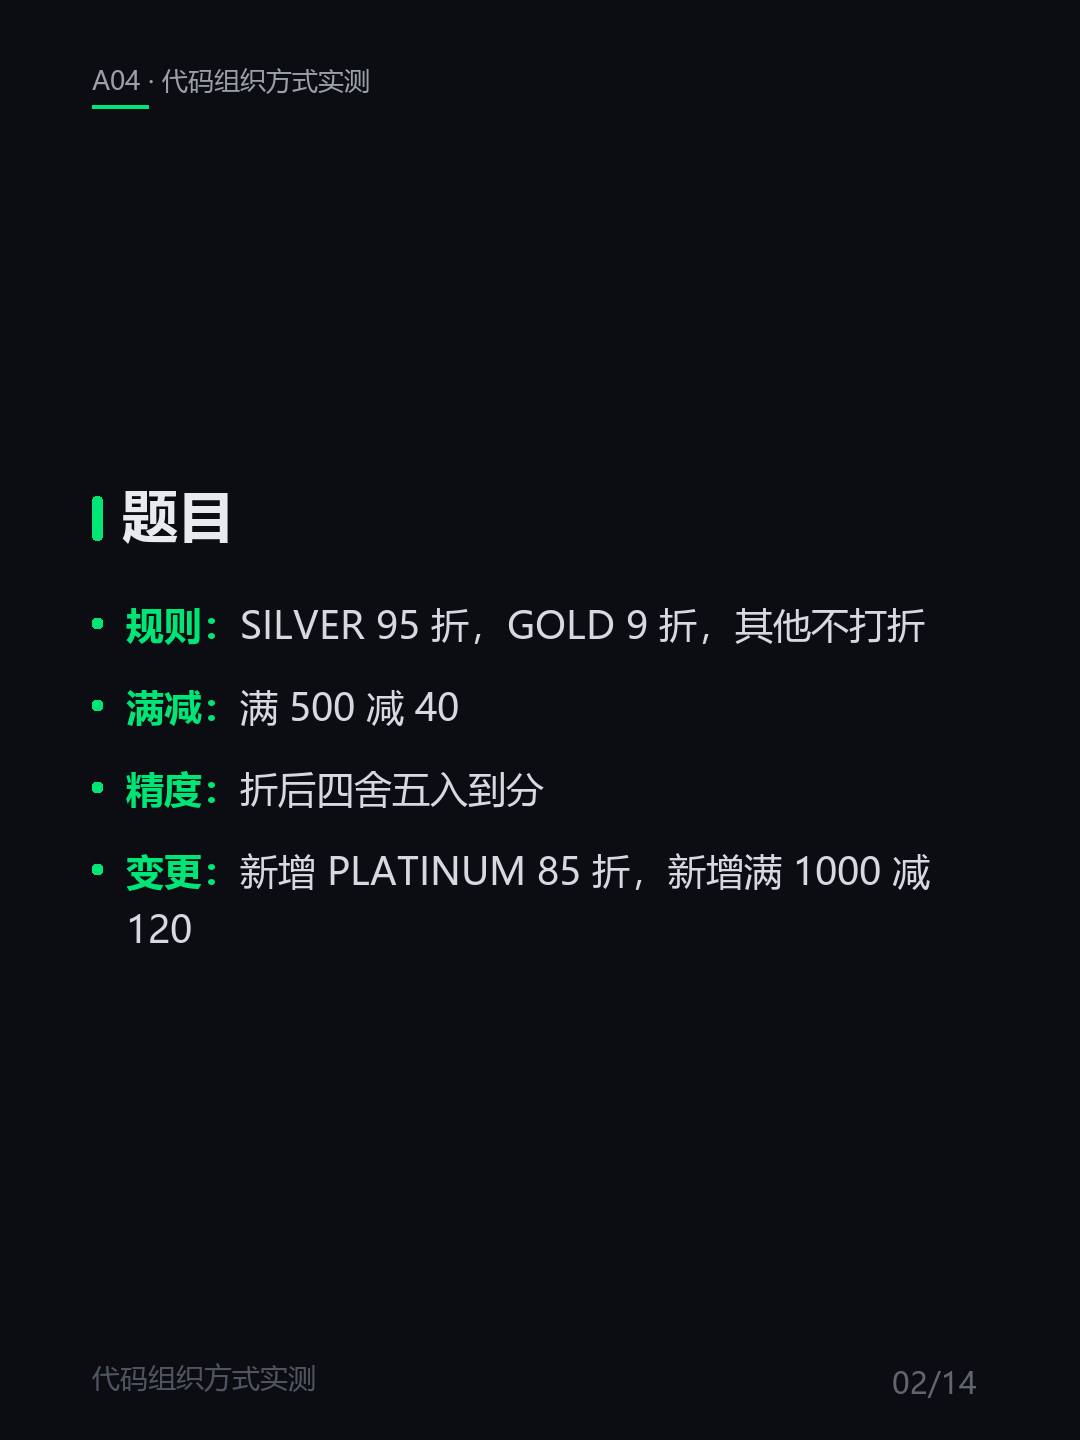 A04 · 代码组织方式实测
题目
规则：SILVER 95 折，GOLD 9 折，其他不打折
满减：满 500 减 40
精度：折后四舍五入到分
变更：新增 PLATINUM 85 折，新增满 1000 减
120
代码组织方式实测
02/14